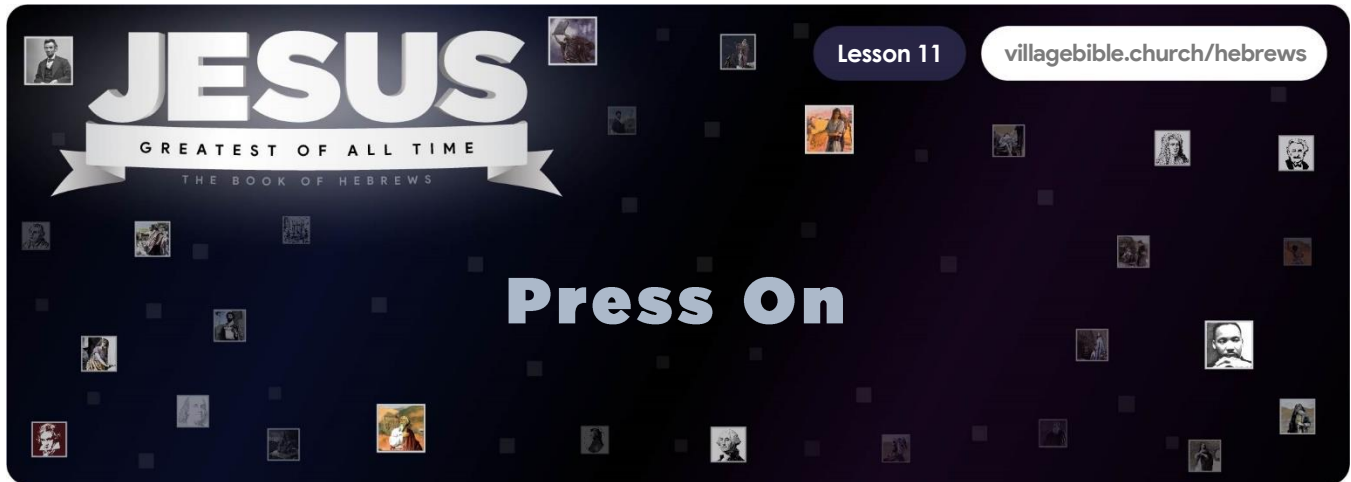 JESUS
GREATEST OF ALL TIME
THE BOOK OF HEBREWS
Lesson 11
villagebible.church/hebrews
Press On